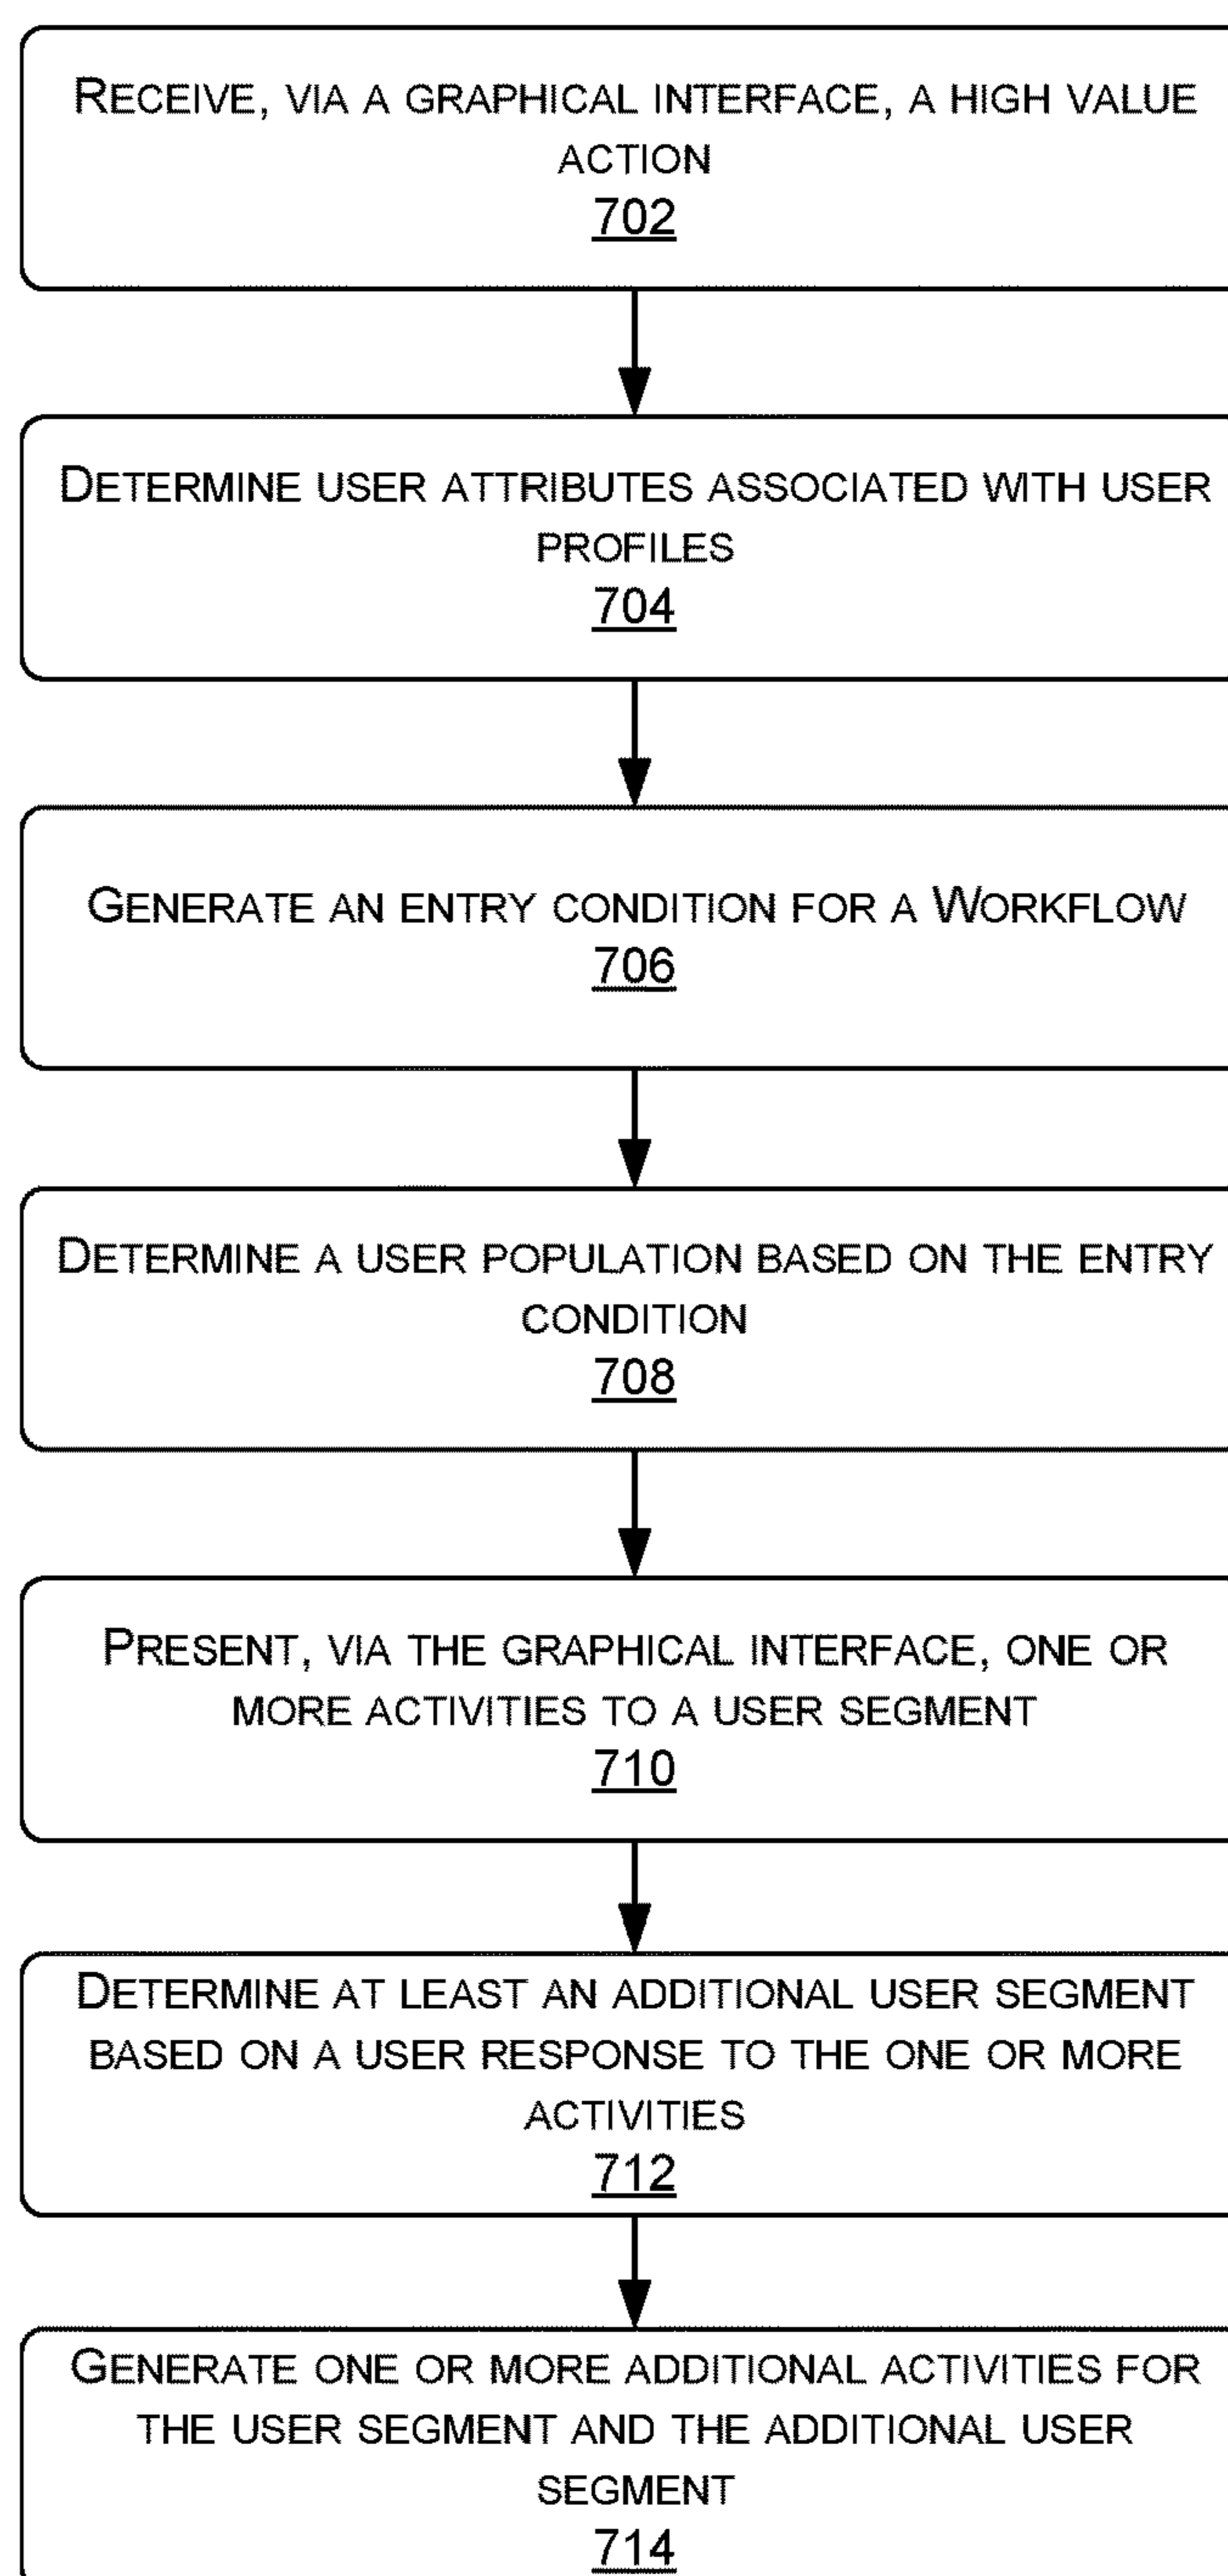 RECEIVE, VIA A GRAPHICAL INTERFACE, A HIGH VALUE
ACTION
702
DETERMINE USER ATTRIBUTES ASSOCIATED WITH USER
PROFILES
704
GENERATE AN ENTRY CONDITION FOR A WORKFLOW
706
DETERMINE A USER POPULATION BASED ON THE ENTRY
CONDITION
708
PRESENT, VIA THE GRAPHICAL INTERFACE, ONE OR
MORE ACTIVITIES TO A USER SEGMENT
710
DETERMINE AT LEAST AN ADDITIONAL USER SEGMENT
BASED ON A USER RESPONSE TO THE ONE OR MORE
ACTIVITIES
712
GENERATE ONE OR MORE ADDITIONAL ACTIVITIES FOR
THE USER SEGMENT AND THE ADDITIONAL USER
SEGMENT
714